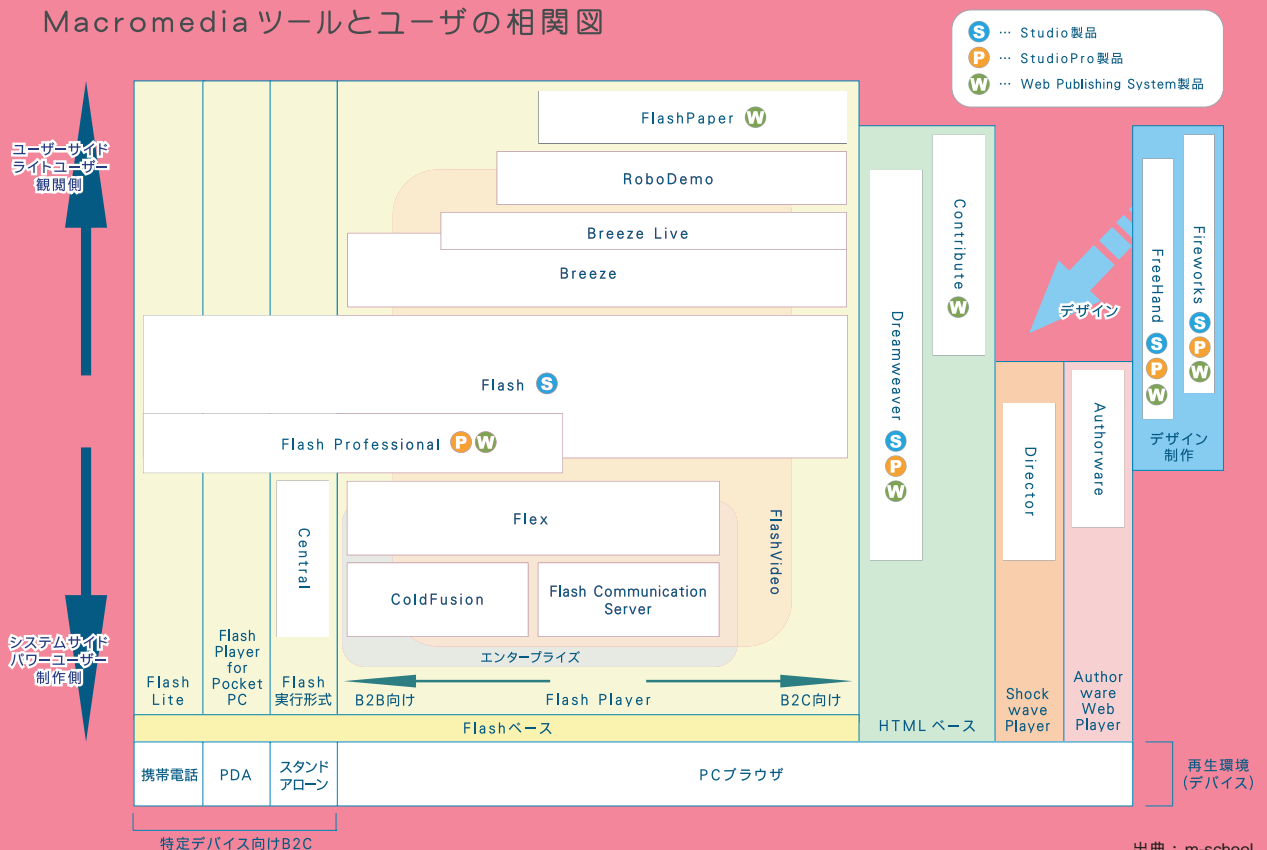 Macromedia ツールとユーザの相関図
S … Studio製品
P … StudioPro製品
W … Web Publishing System製品
ユーザーサイド
ライトユーザー
観閲側
システムサイド
パワーユーザー
制作側
FlashPaper W
RoboDemo
Breeze Live
Breeze
Flash S
Flash Professional P W
Central
Flex
ColdFusion
Flash Communication
Server
FlashVideo
エンタープライズ
Flash
Lite
Flash
Player
for
Pocket
PC
Flash
実行形式
B2B向け
Flash Player
B2C向け
Flashベース
Dreamweaver S P W
Contribute W
HTML ベース
Director
Shock
wave
Player
Authorware
Author
ware
Web
Player
デザイン
FreeHand S P W
Fireworks S P W
デザイン
制作
携帯電話
PDA
スタンド
アローン
PCブラウザ
再生環境
(デバイス)
特定デバイス向けB2C
出典：m-school